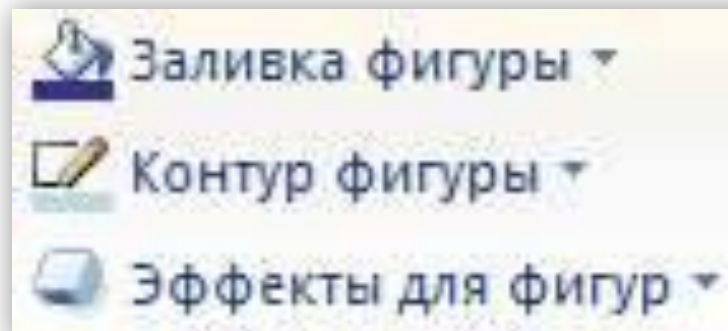 Заливка фигуры
Контур фигуры
Эффекты для фигур